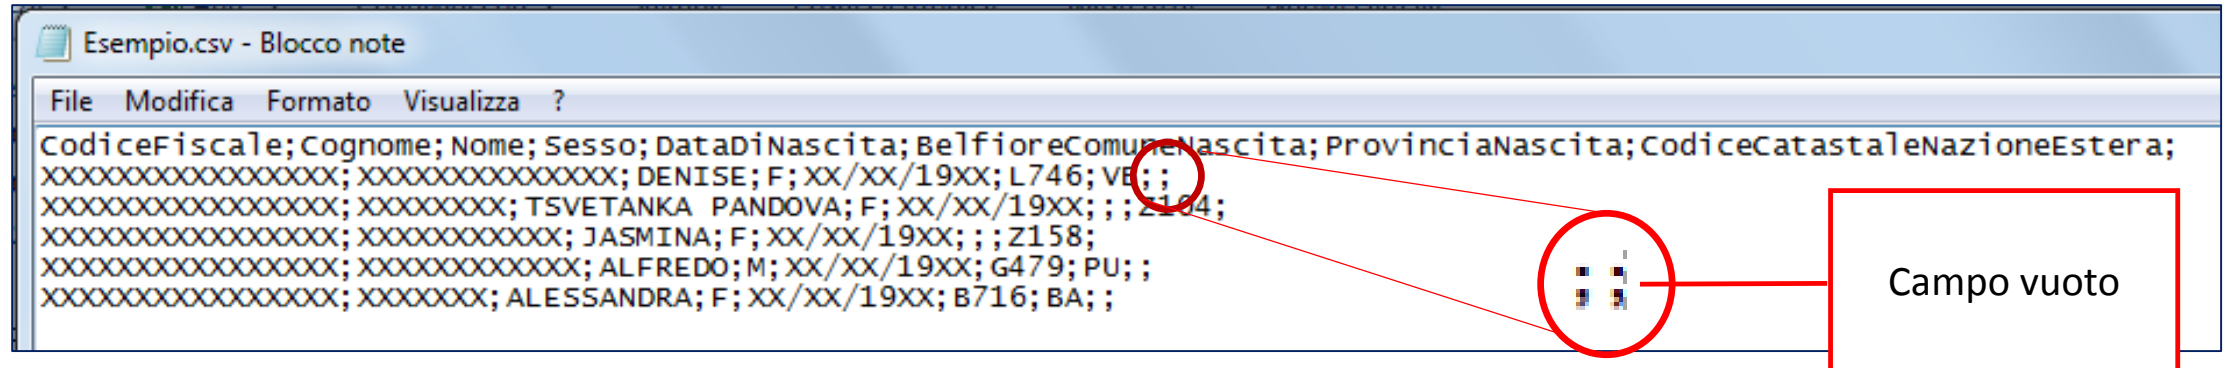 Esempio.csv - Blocco note
File Modifica Formato Visualizza ?
CodiceFiscale;Cognome;Nome;Sesso;DataDiNascita;BelfioreComuneNascita;ProvinciaNascita;CodiceCatastaleNazioneEstera;
XXXXXXXXXXXXXXXX;XXXXXXXXXXXXXX;DENISE;F;XX/XX/19XX;L746;VB;;
XXXXXXXXXXXXXXXX;XXXXXXXX;TSVETANKA PANDOVA;F;XX/XX/19XX;;;Z104;
XXXXXXXXXXXXXXXX;XXXXXXXXXXX;JASMINA;F;XX/XX/19XX;;;Z158;
XXXXXXXXXXXXXXXX;XXXXXXXXXXXX;ALFREDO;M;XX/XX/19XX;G479;PU;;
XXXXXXXXXXXXXXXX;XXXXXXX;ALESSANDRA;F;XX/XX/19XX;B716;BA;;
;;
Campo vuoto